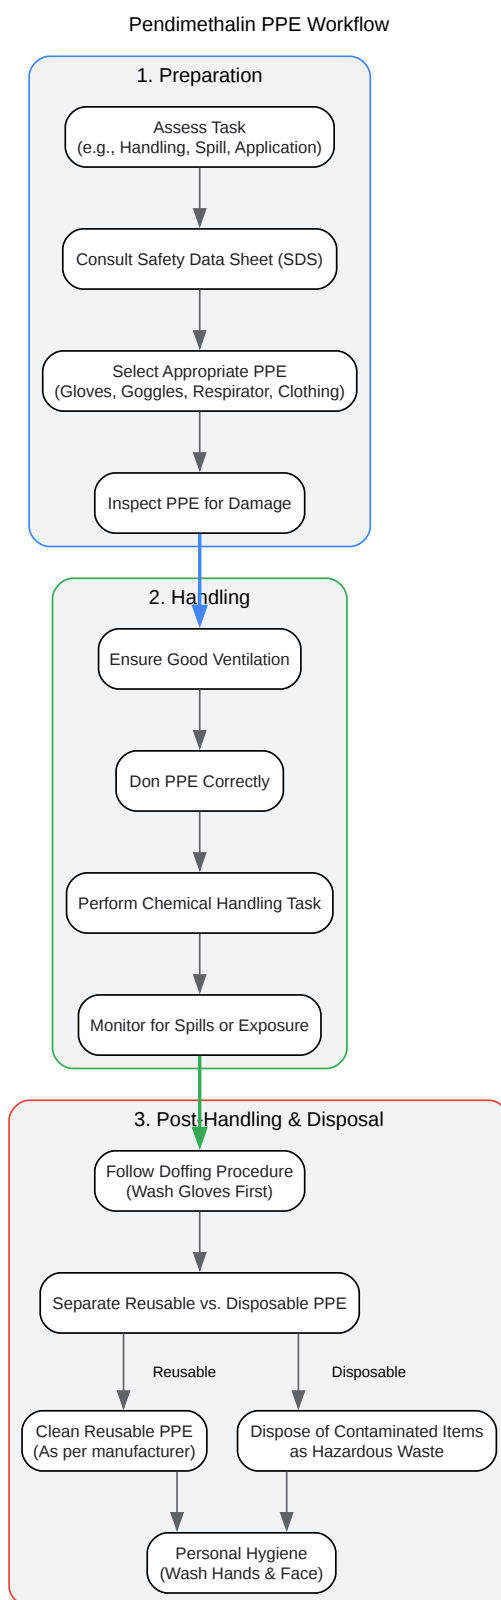 Pendimethalin PPE Workflow
1. Preparation
Assess Task
(e.g., Handling, Spill, Application)
Consult Safety Data Sheet (SDS)
Select Appropriate PPE
(Gloves, Goggles, Respirator, Clothing)
Inspect PPE for Damage
2. Handling
Ensure Good Ventilation
Don PPE Correctly
Perform Chemical Handling Task
Monitor for Spills or Exposure
3. Post-Handling & Disposal
Follow Doffing Procedure
(Wash Gloves First)
Separate Reusable vs. Disposable PPE
Reusable
Disposable
Clean Reusable PPE
(As per manufacturer)
Dispose of Contaminated Items
as Hazardous Waste
Personal Hygiene
(Wash Hands & Face)